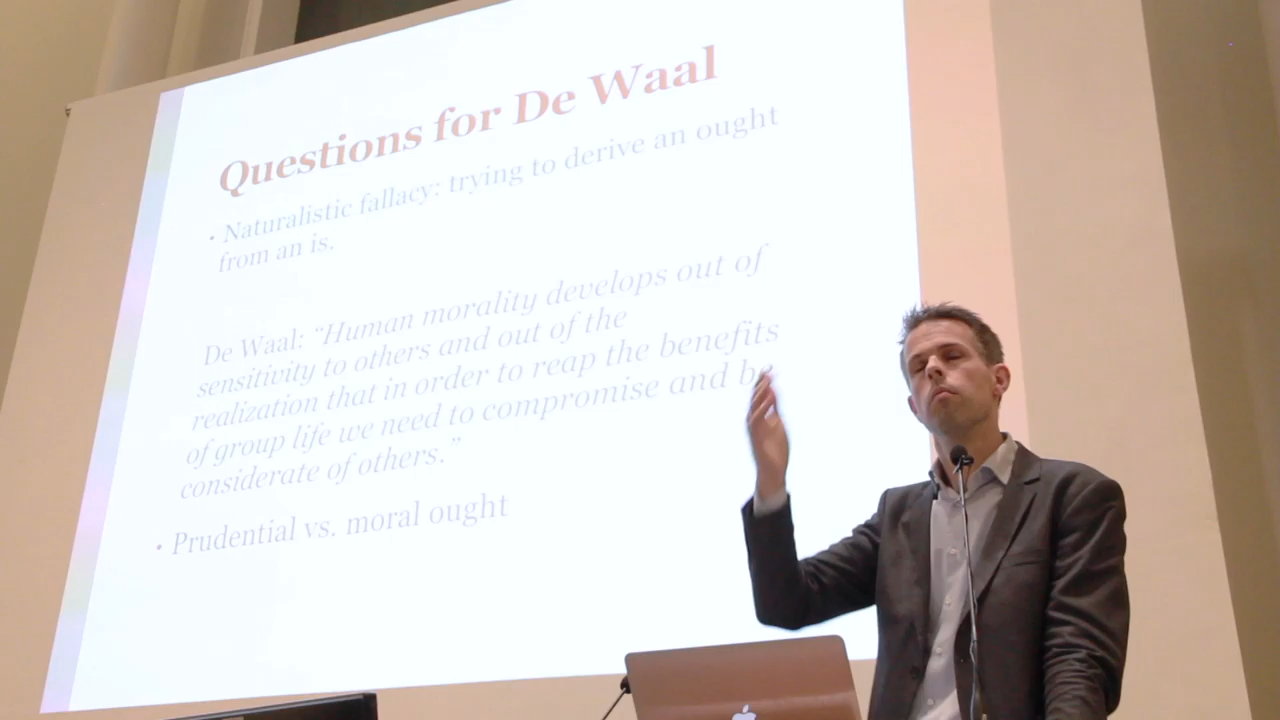 Questions for De Waal
• Naturalistic fallacy: trying to derive an ought
from an is.
De Waal: “Human morality develops out of
sensitivity to others and out of the
realization that in order to reap the benefits
of group life we need to compromise and be
considerate of others.”
• Prudential vs. moral ought